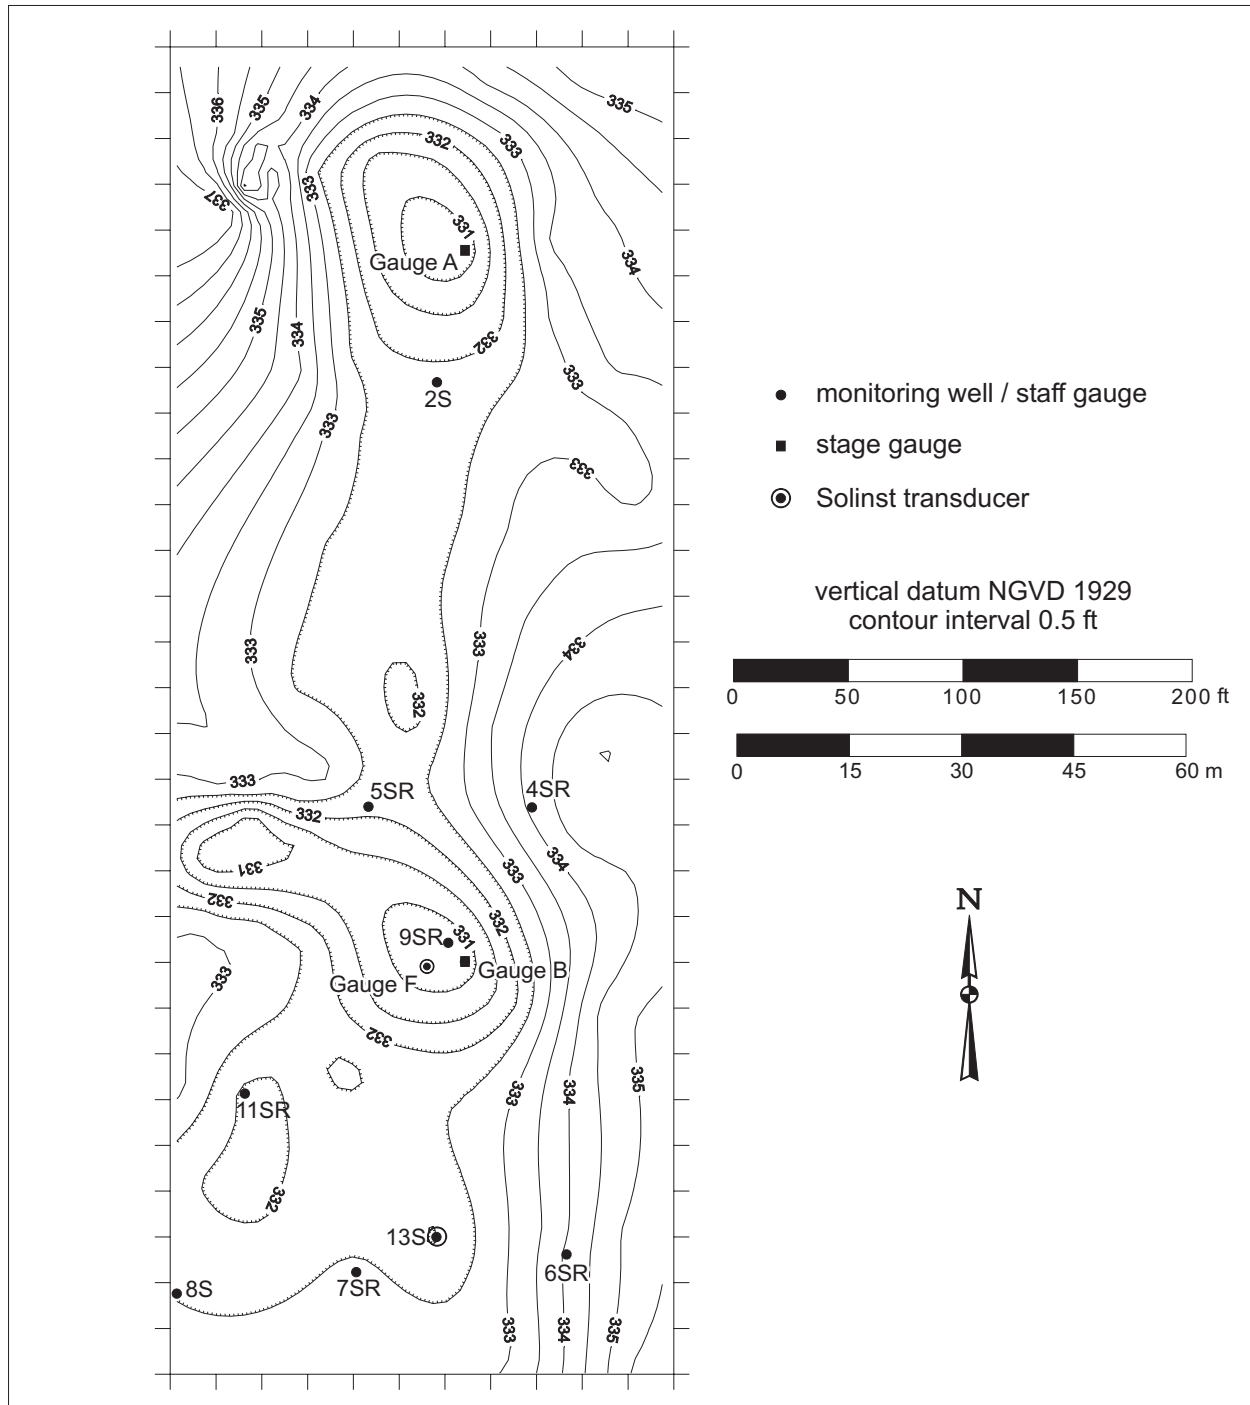 336
335
334
335
337
333
332
333
331
Gauge A
334
335
334
332
333
2S
333
333
333
334
333
332
333
5SR
4SR
332
331
333
334
332
332
9SR
331
333
Gauge F
Gauge B
332
11SR
333
334
335
332
13S
6SR
7SR
8S
333
334
335
monitoring well / staff gauge
stage gauge
Solinst transducer
vertical datum NGVD 1929
contour interval 0.5 ft
0 50 100 150 200 ft
0 15 30 45 60 m
N